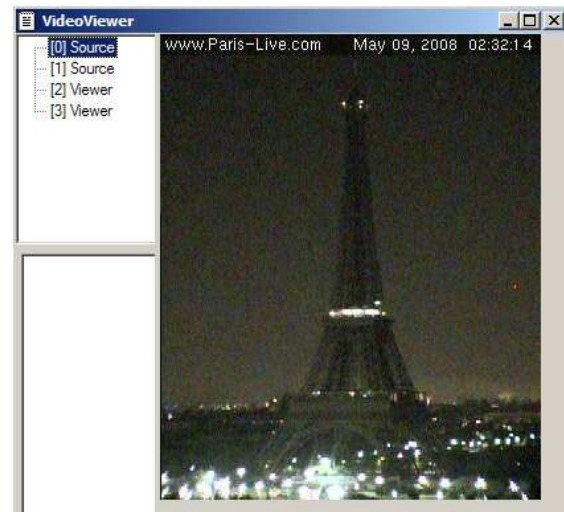 VideoViewer
[0] Source
[1] Source
[2] Viewer
[3] Viewer
www.Paris-Live.com May 09, 2008 02:32:14